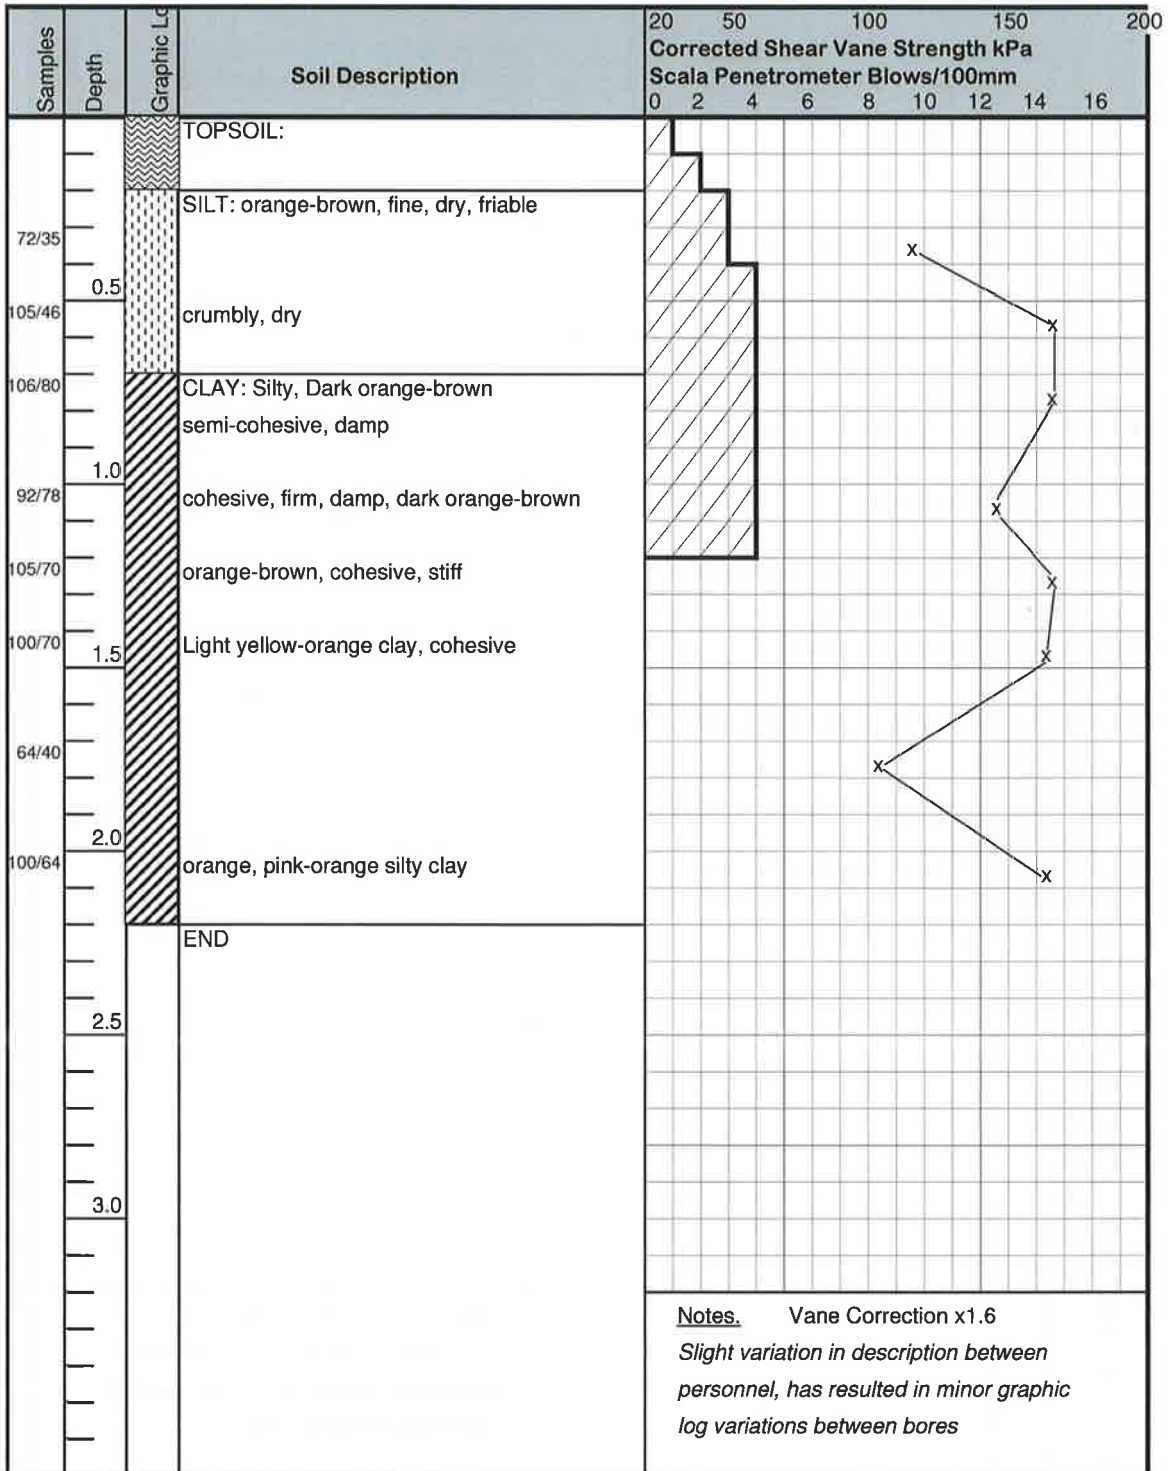 Samples
Depth
Graphic Lo
Soil Description
20 50 100 150 200
Corrected Shear Vane Strength kPa
Scala Penetrometer Blows/100mm
0 2 4 6 8 10 12 14 16
TOPSOIL:
SILT: orange-brown, fine, dry, friable
72/35
0.5
105/46
crumbly, dry
106/80
CLAY: Silty, Dark orange-brown
semi-cohesive, damp
1.0
92/78
cohesive, firm, damp, dark orange-brown
105/70
orange-brown, cohesive, stiff
100/70
1.5
Light yellow-orange clay, cohesive
64/40
2.0
100/64
orange, pink-orange silty clay
END
2.5
3.0
Notes. Vane Correction x1.6
Slight variation in description between
personnel, has resulted in minor graphic
log variations between bores